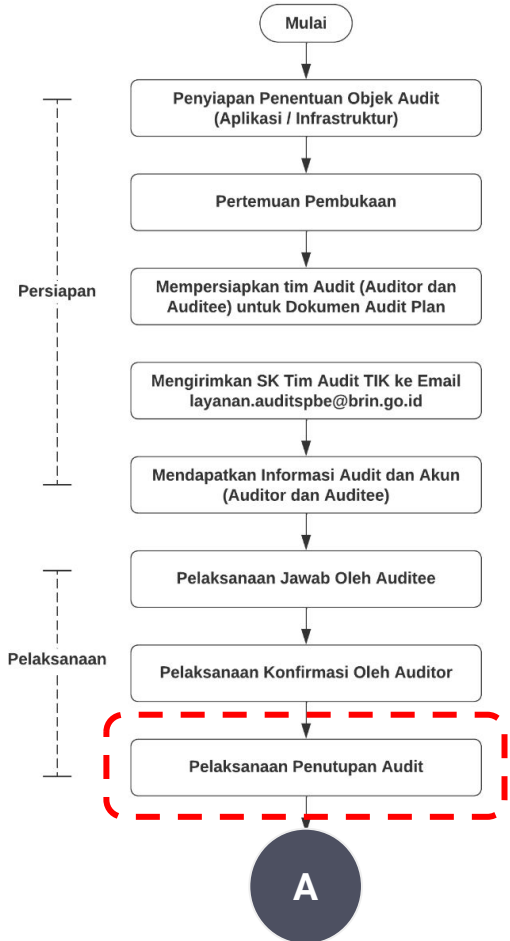 Mulai
Penyiapan Penentuan Objek Audit
(Aplikasi / Infrastruktur)
Pertemuan Pembukaan
Persiapan
Mempersiapkan tim Audit (Auditor dan
Auditee) untuk Dokumen Audit Plan
Mengirimkan SK Tim Audit TIK ke Email
layanan.auditspbe@brin.go.id
Mendapatkan Informasi Audit dan Akun
(Auditor dan Auditee)
Pelaksanaan Jawab Oleh Auditee
Pelaksanaan
Pelaksanaan Konfirmasi Oleh Auditor
Pelaksanaan Penutupan Audit
A